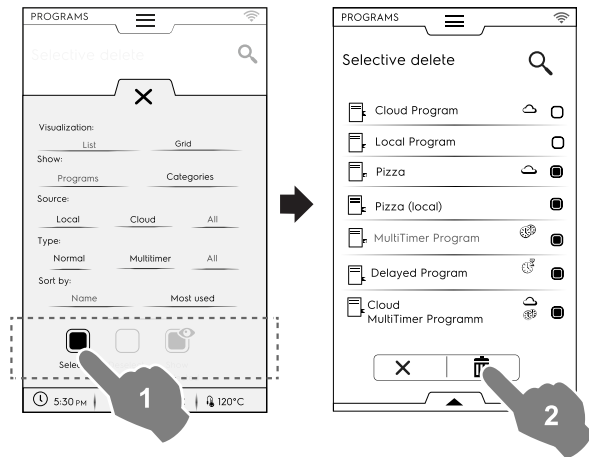 PROGRAMS
Selective delete
Visualization:
List Grid
Show:
Programs Categories
Source:
Local Cloud All
Type:
Normal Multitimer All
Sort by:
Name Most used
1
5:30 PM 120°C
PROGRAMS
Selective delete
Cloud Program
Local Program
Pizza
Pizza (local)
MultiTimer Program
Delayed Program
Cloud
MultiTimer Programm
2